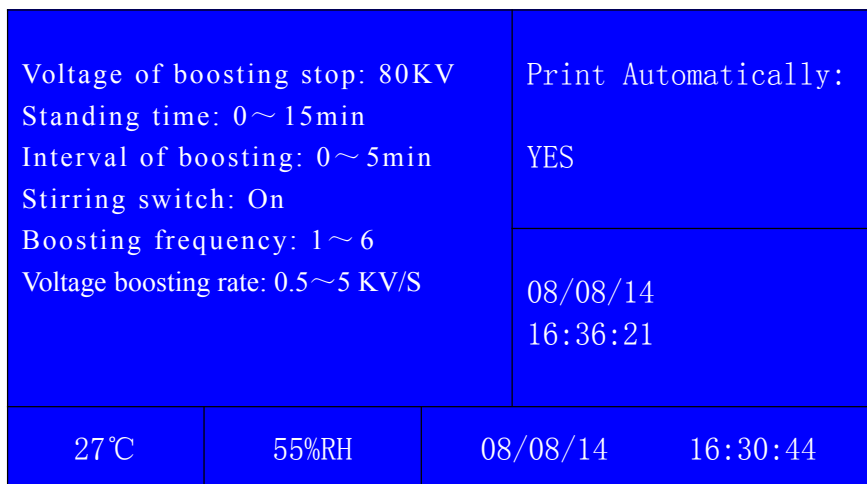 Voltage of boosting stop: 80KV
Standing time: 0～15min
Interval of boosting: 0～5min
Stirring switch: On
Boosting frequency: 1～6
Voltage boosting rate: 0.5～5 KV/S
Print Automatically:
YES
08/08/14
16:36:21
27℃ 55%RH 08/08/14 16:30:44